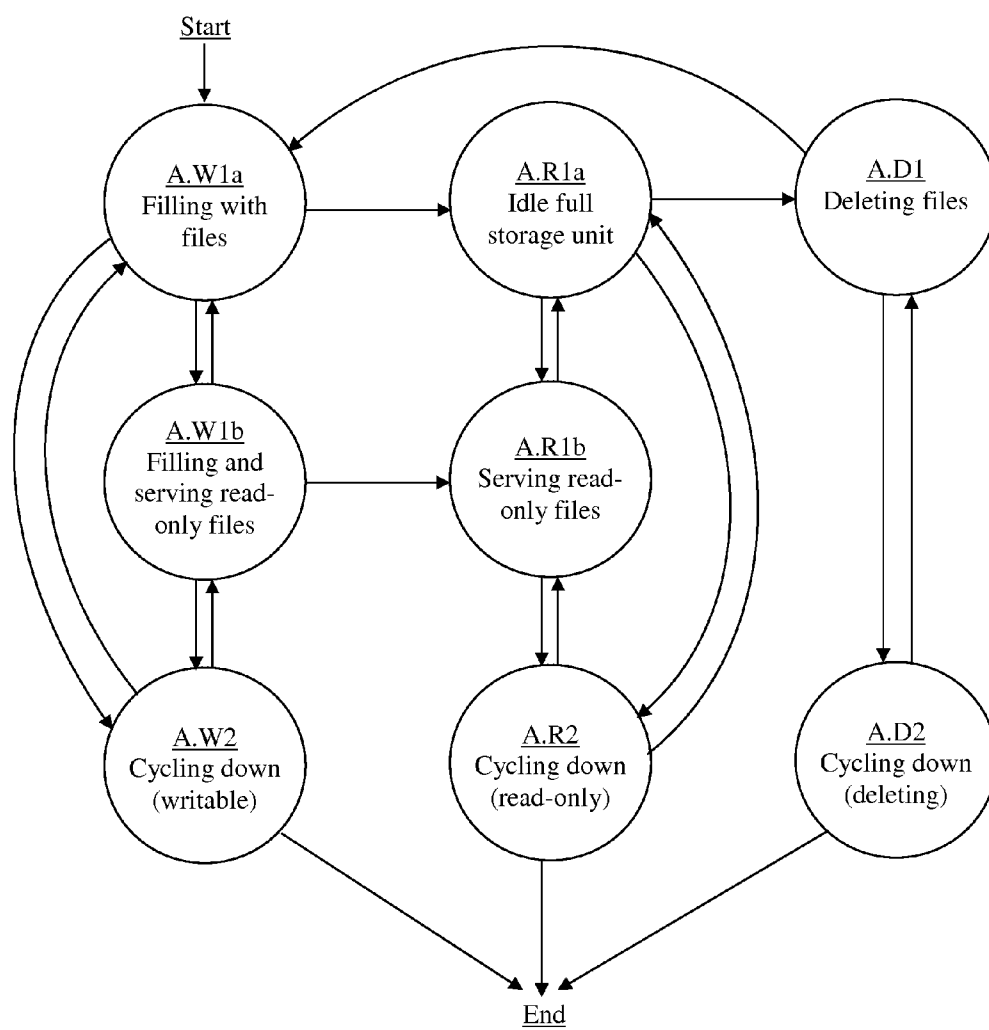 Start
A.W1a
Filling with
files
A.R1a
Idle full
storage unit
A.D1
Deleting files
A.W1b
Filling and
serving read-
only files
A.R1b
Serving read-
only files
A.W2
Cycling down
(writable)
A.R2
Cycling down
(read-only)
A.D2
Cycling down
(deleting)
End